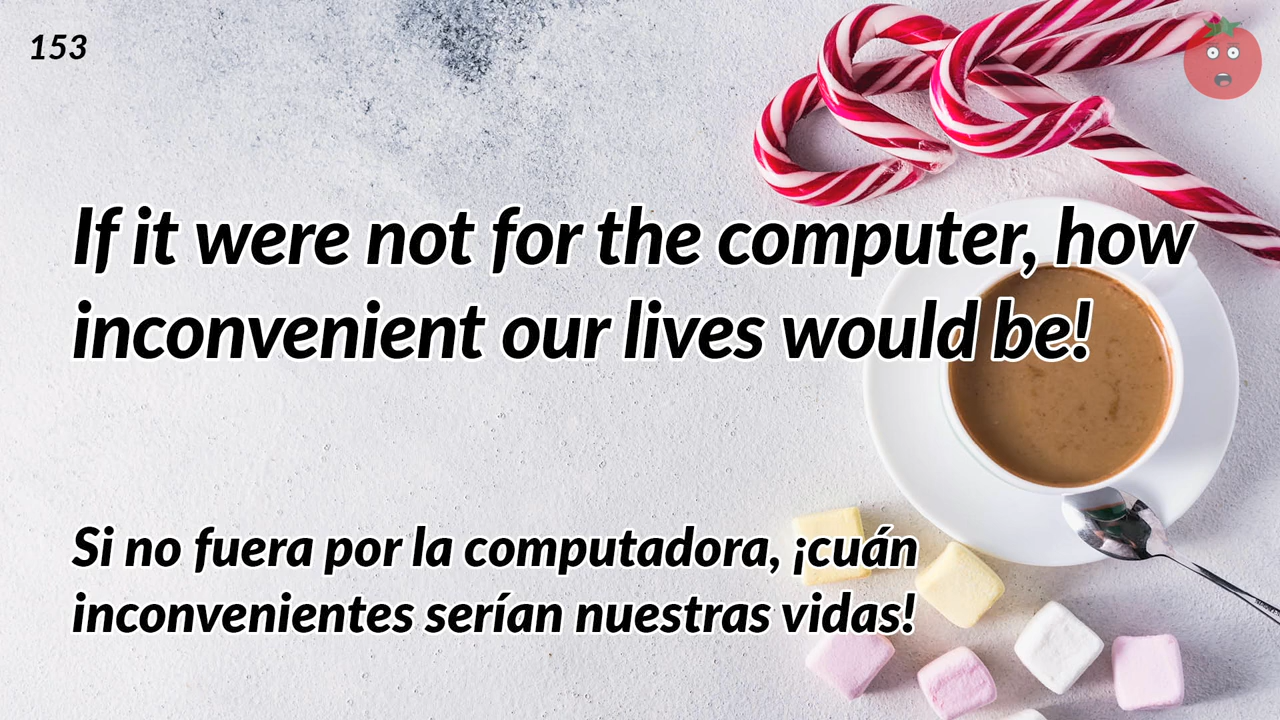 153
If it were not for the computer, how
inconvenient our lives would be!
Si no fuera por la computadora, ¡cuán
inconvenientes serían nuestras vidas!